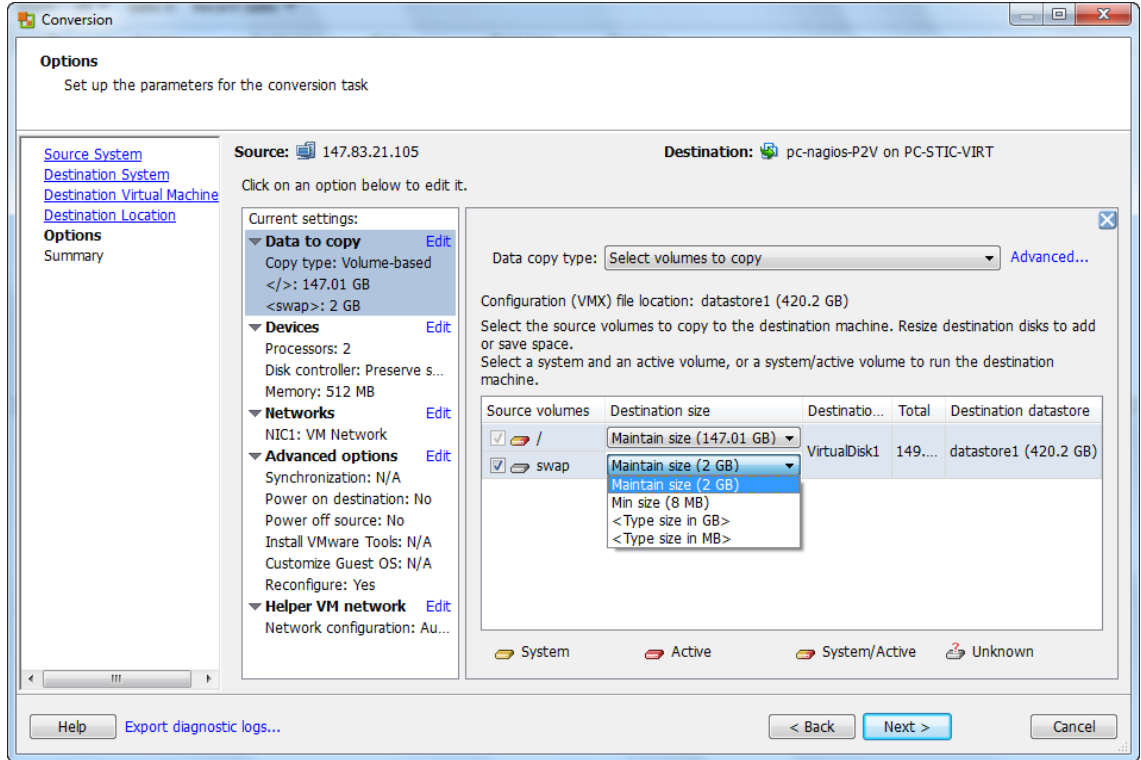 Conversion
Options
Set up the parameters for the conversion task
Source System
Destination System
Destination Virtual Machine
Destination Location
Options
Summary
Source: 147.83.21.105
Destination: pc-nagios-P2V on PC-STIC-VIRT
Click on an option below to edit it.
Current settings:
Data to copy Edit
Copy type: Volume-based
</>: 147.01 GB
<swap>: 2 GB
Devices Edit
Processors: 2
Disk controller: Preserve s...
Memory: 512 MB
Networks Edit
NIC1: VM Network
Advanced options Edit
Synchronization: N/A
Power on destination: No
Power off source: No
Install VMware Tools: N/A
Customize Guest OS: N/A
Reconfigure: Yes
Helper VM network Edit
Network configuration: Au...
Data copy type: Select volumes to copy Advanced...
Configuration (VMX) file location: datastore1 (420.2 GB)
Select the source volumes to copy to the destination machine. Resize destination disks to add
or save space.
Select a system and an active volume, or a system/active volume to run the destination
machine.
Source volumes Destination size Destinatio... Total Destination datastore
/ Maintain size (147.01 GB)
VirtualDisk1 149.... datastore1 (420.2 GB)
swap Maintain size (2 GB)
Maintain size (2 GB)
Min size (8 MB)
<Type size in GB>
<Type size in MB>
System Active System/Active Unknown
Help Export diagnostic logs... < Back Next > Cancel